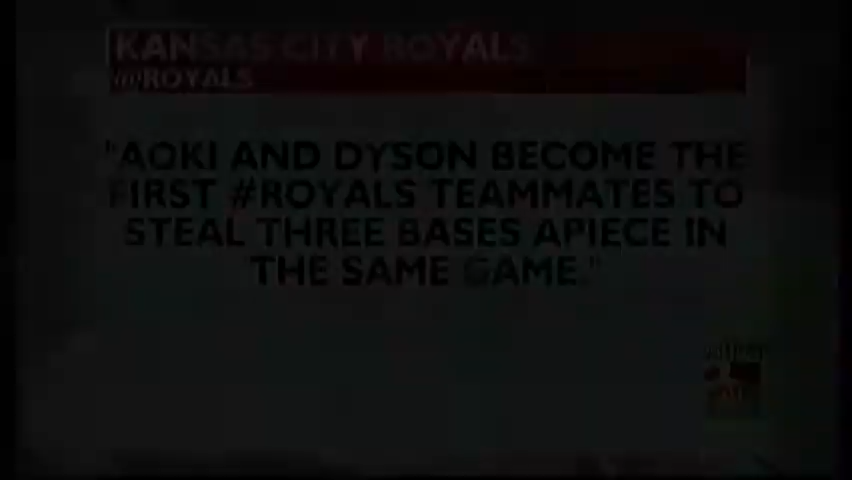 KANSAS CITY ROYALS
@ROYALS
"AOKI AND DYSON BECOME THE
FIRST #ROYALS TEAMMATES TO
STEAL THREE BASES APIECE IN
THE SAME GAME."